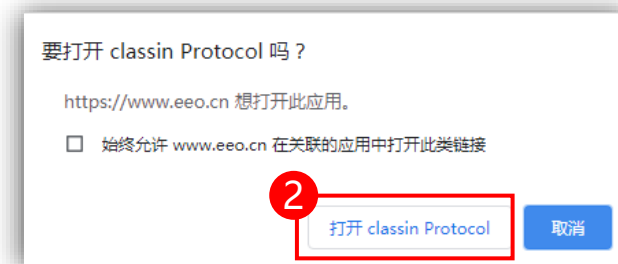 要打开 classin Protocol 吗？
https://www.eeo.cn 想打开此应用。
始终允许 www.eeo.cn 在关联的应用中打开此类链接
2
打开 classin Protocol 取消